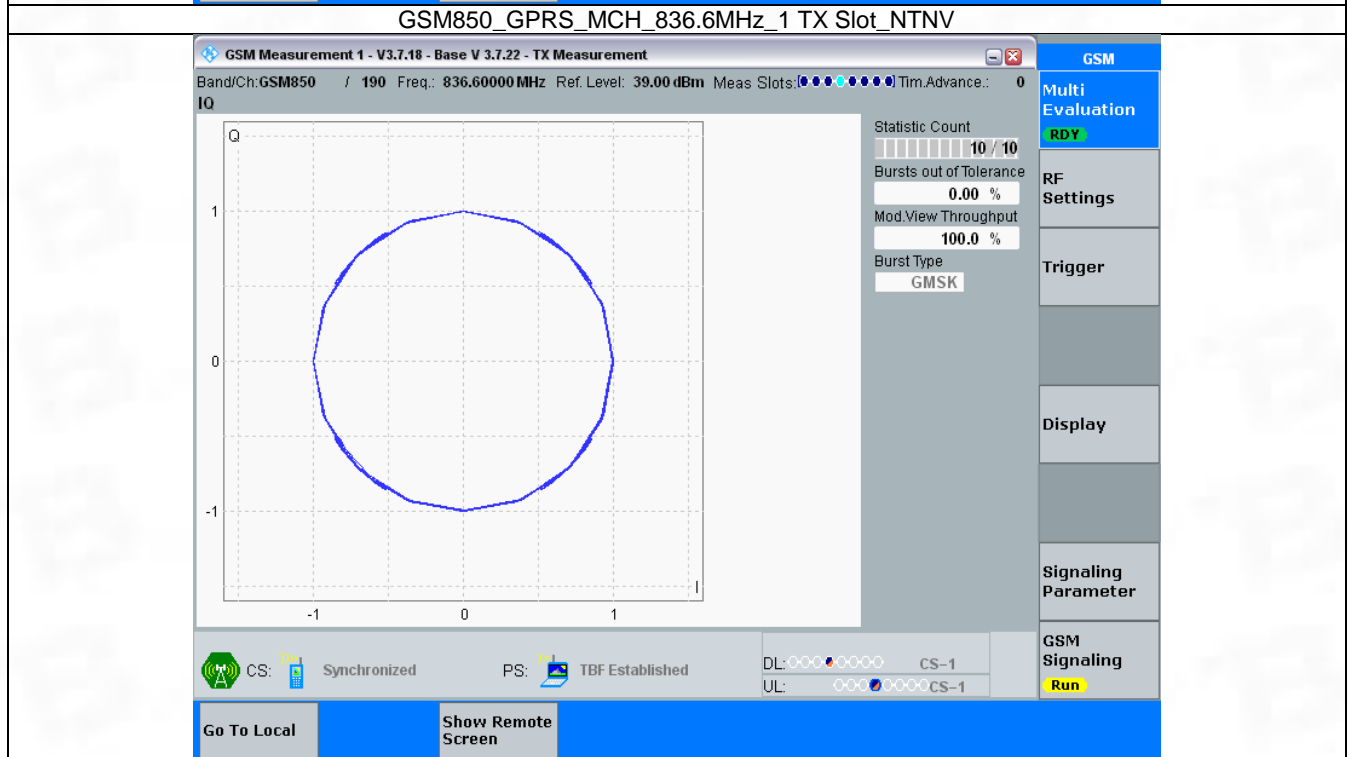 GSM850_GPRS_MCH_836.6MHz_1 TX Slot_NTNV
GSM Measurement 1 - V3.7.18 - Base V 3.7.22 - TX Measurement
GSM
Band/Ch:GSM850 / 190 Freq.: 836.60000 MHz Ref. Level: 39.00 dBm Meas Slots: Tim.Advance.: 0
IQ
Multi
Evaluation
RDY
Q
Statistic Count
10 / 10
Bursts out of Tolerance
0.00 %
Mod.View Throughput
100.0 %
Burst Type
GMSK
RF
Settings
Trigger
Display
Signaling
Parameter
GSM
Signaling
Run
1
0
-1
I
-1 0 1
CS: Synchronized PS: TBF Established DL: CS-1
UL: CS-1
Go To Local
Show Remote
Screen